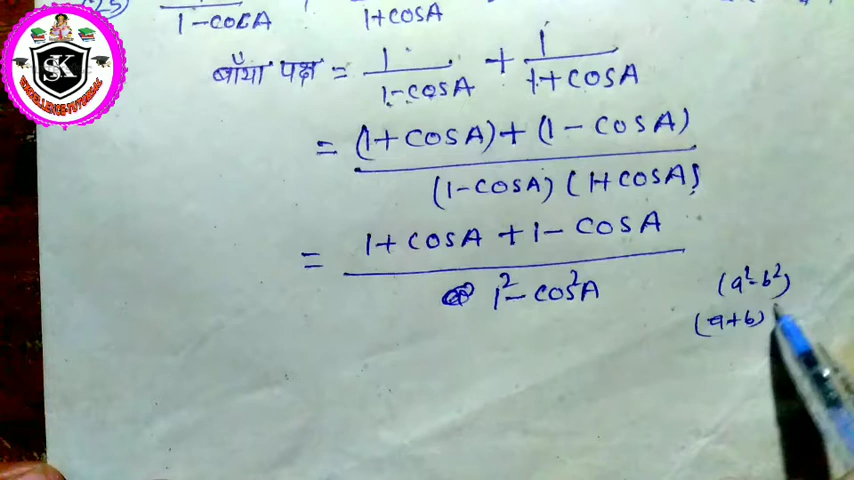 1-cosA 1+cosA
बाँया पक्ष = 1/(1-cosA) + 1/(1+cosA)
= (1+cosA)+(1-cosA)
(1-cosA)(1+cosA)
= 1+cosA+1-cosA
1²-cos²A
(a²-b²)
(a+b)
SK